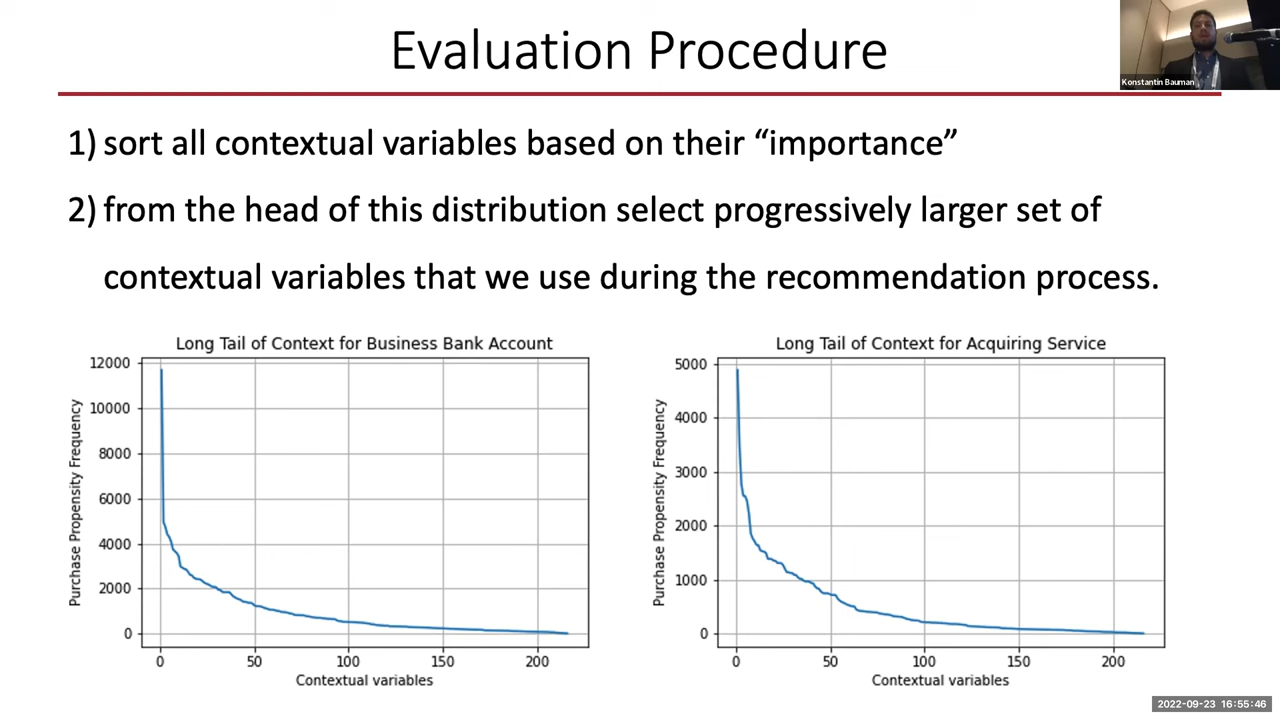 Evaluation Procedure
Konstantin Bauman
1) sort all contextual variables based on their “importance”
2) from the head of this distribution select progressively larger set of
contextual variables that we use during the recommendation process.
Long Tail of Context for Business Bank Account
12000
10000
8000
6000
4000
2000
0
Purchase Propensity Frequency
0 50 100 150 200
Contextual variables
Long Tail of Context for Acquiring Service
5000
4000
3000
2000
1000
0
Purchase Propensity Frequency
0 50 100 150 200
Contextual variables
2022-09-23 16:55:46